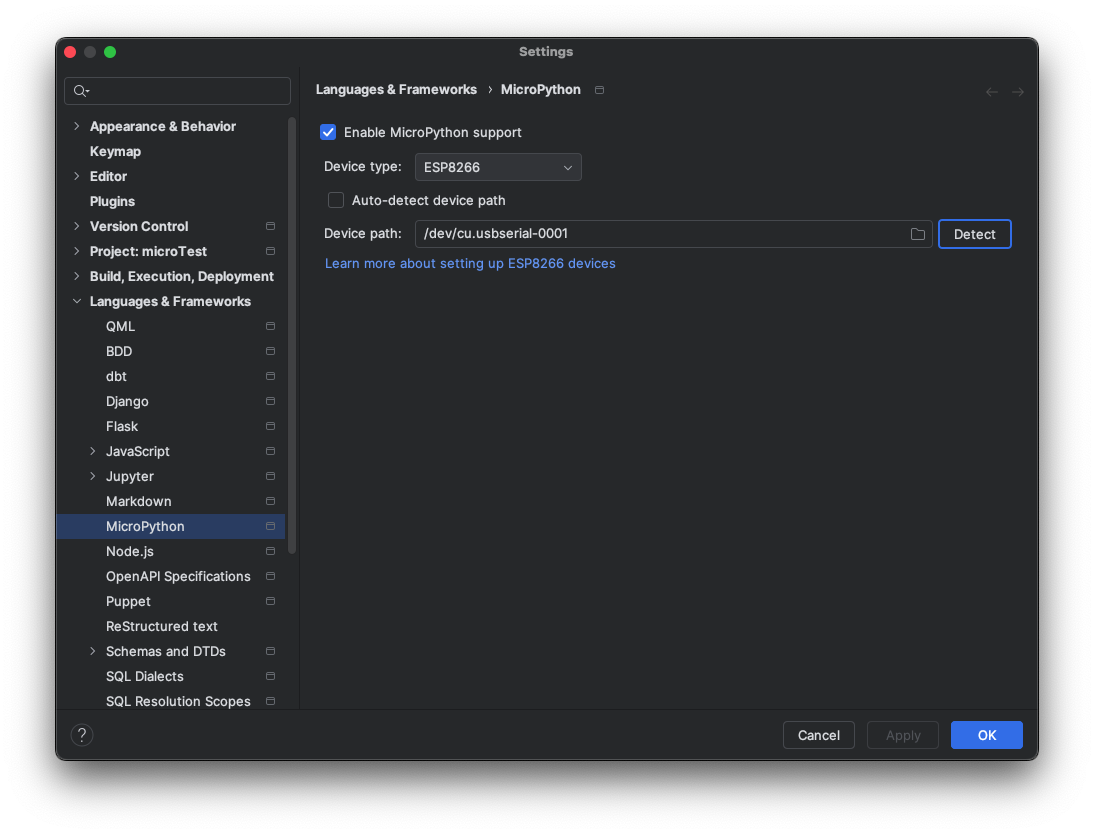 Settings
Languages & Frameworks › MicroPython
Appearance & Behavior
Keymap
Editor
Plugins
Version Control
Project: microTest
Build, Execution, Deployment
Languages & Frameworks
QML
BDD
dbt
Django
Flask
JavaScript
Jupyter
Markdown
MicroPython
Node.js
OpenAPI Specifications
Puppet
ReStructured text
Schemas and DTDs
SQL Dialects
SQL Resolution Scopes
Enable MicroPython support
Device type: ESP8266
Auto-detect device path
Device path: /dev/cu.usbserial-0001 Detect
Learn more about setting up ESP8266 devices
? Cancel Apply OK